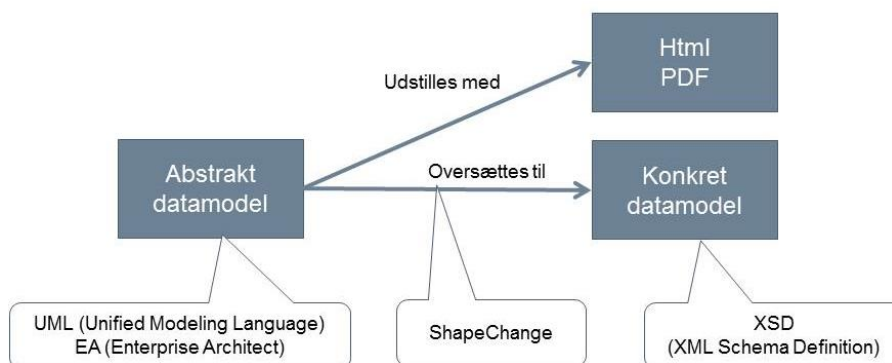 Html
PDF
Udstilles med
Abstrakt
datamodel
Oversættes til
Konkret
datamodel
UML (Unified Modeling Language)
EA (Enterprise Architect)
ShapeChange
XSD
(XML Schema Definition)